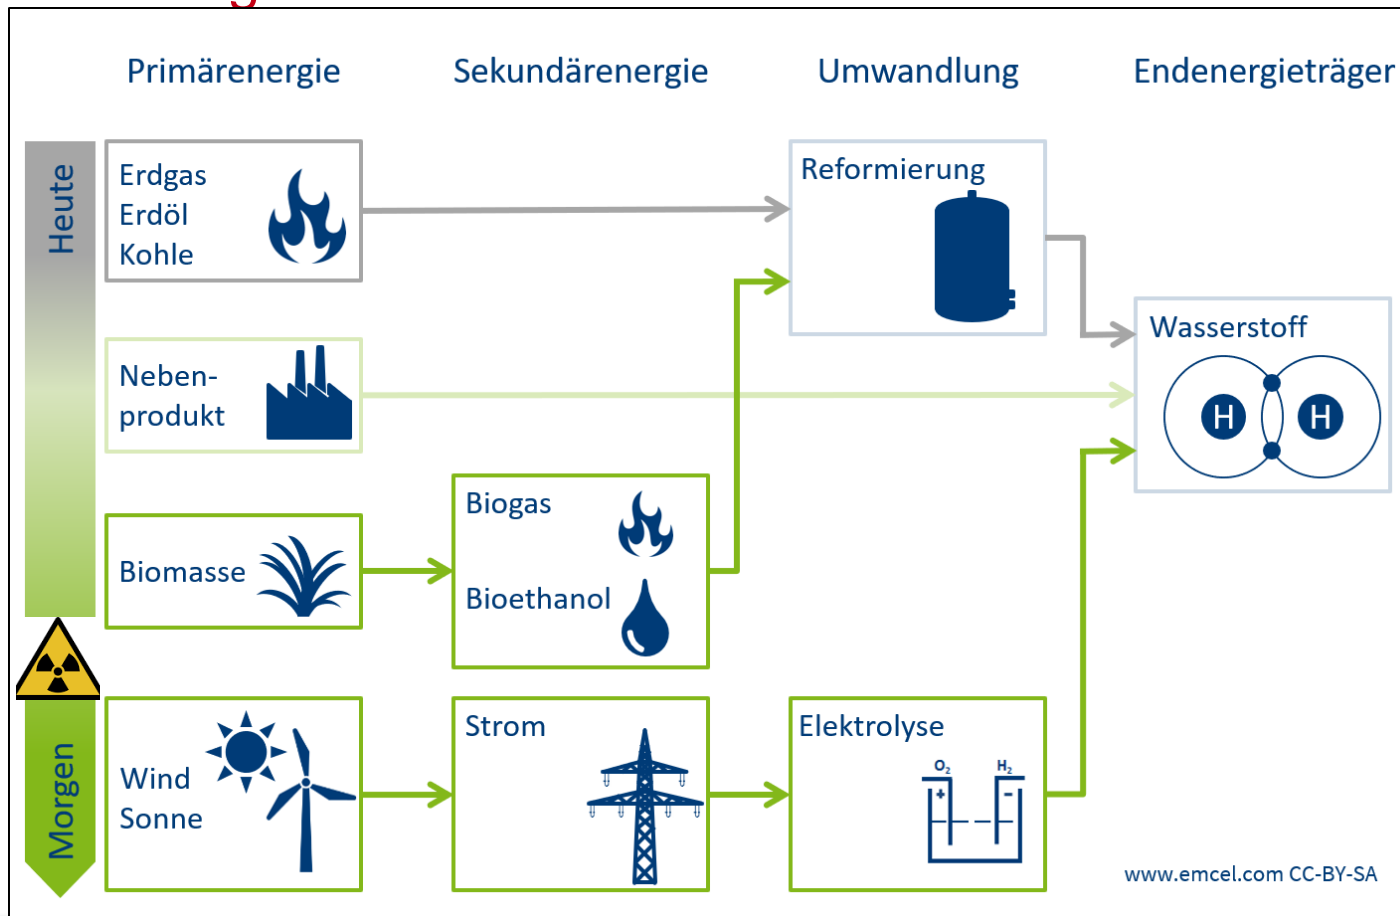 Primärenergie
Sekundärenergie
Umwandlung
Endenergieträger
Heute
Erdgas
Erdöl
Kohle
Reformierung
Wasserstoff
H H
Neben-
produkt
Biomasse
Biogas
Bioethanol
Morgen
Wind
Sonne
Strom
Elektrolyse
O₂ H₂
+ -
www.emcel.com CC-BY-SA